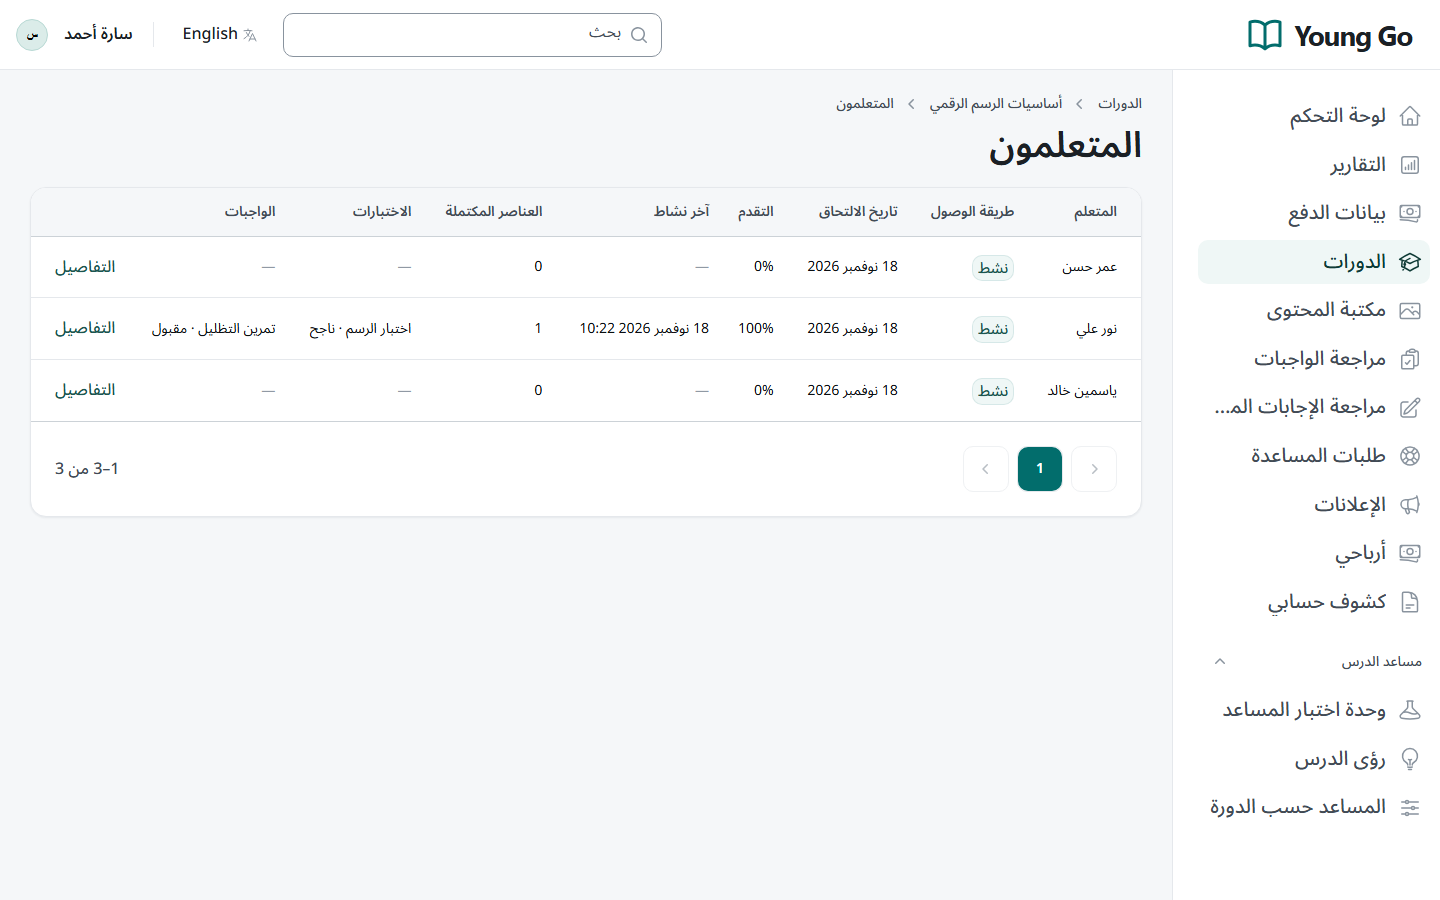 Young Go
بحث
English
سارة أحمد
س
لوحة التحكم
التقارير
بيانات الدفع
الدورات
مكتبة المحتوى
مراجعة الواجبات
مراجعة الإجابات المـ...
طلبات المساعدة
الإعلانات
أرباحي
كشوف حسابي
مساعد الدرس
وحدة اختبار المساعد
رؤى الدرس
المساعد حسب الدورة
الدورات أساسيات الرسم الرقمي المتعلمون
المتعلمون
المتعلم طريقة الوصول تاريخ الالتحاق التقدم آخر نشاط العناصر المكتملة الاختبارات الواجبات
عمر حسن نشط 18 نوفمبر 2026 0% — 0 — — التفاصيل
نور علي نشط 18 نوفمبر 2026 100% 18 نوفمبر 2026 10:22 1 اختبار الرسم · ناجح تمرين التظليل · مقبول التفاصيل
ياسمين خالد نشط 18 نوفمبر 2026 0% — 0 — — التفاصيل
1
1–3 من 3